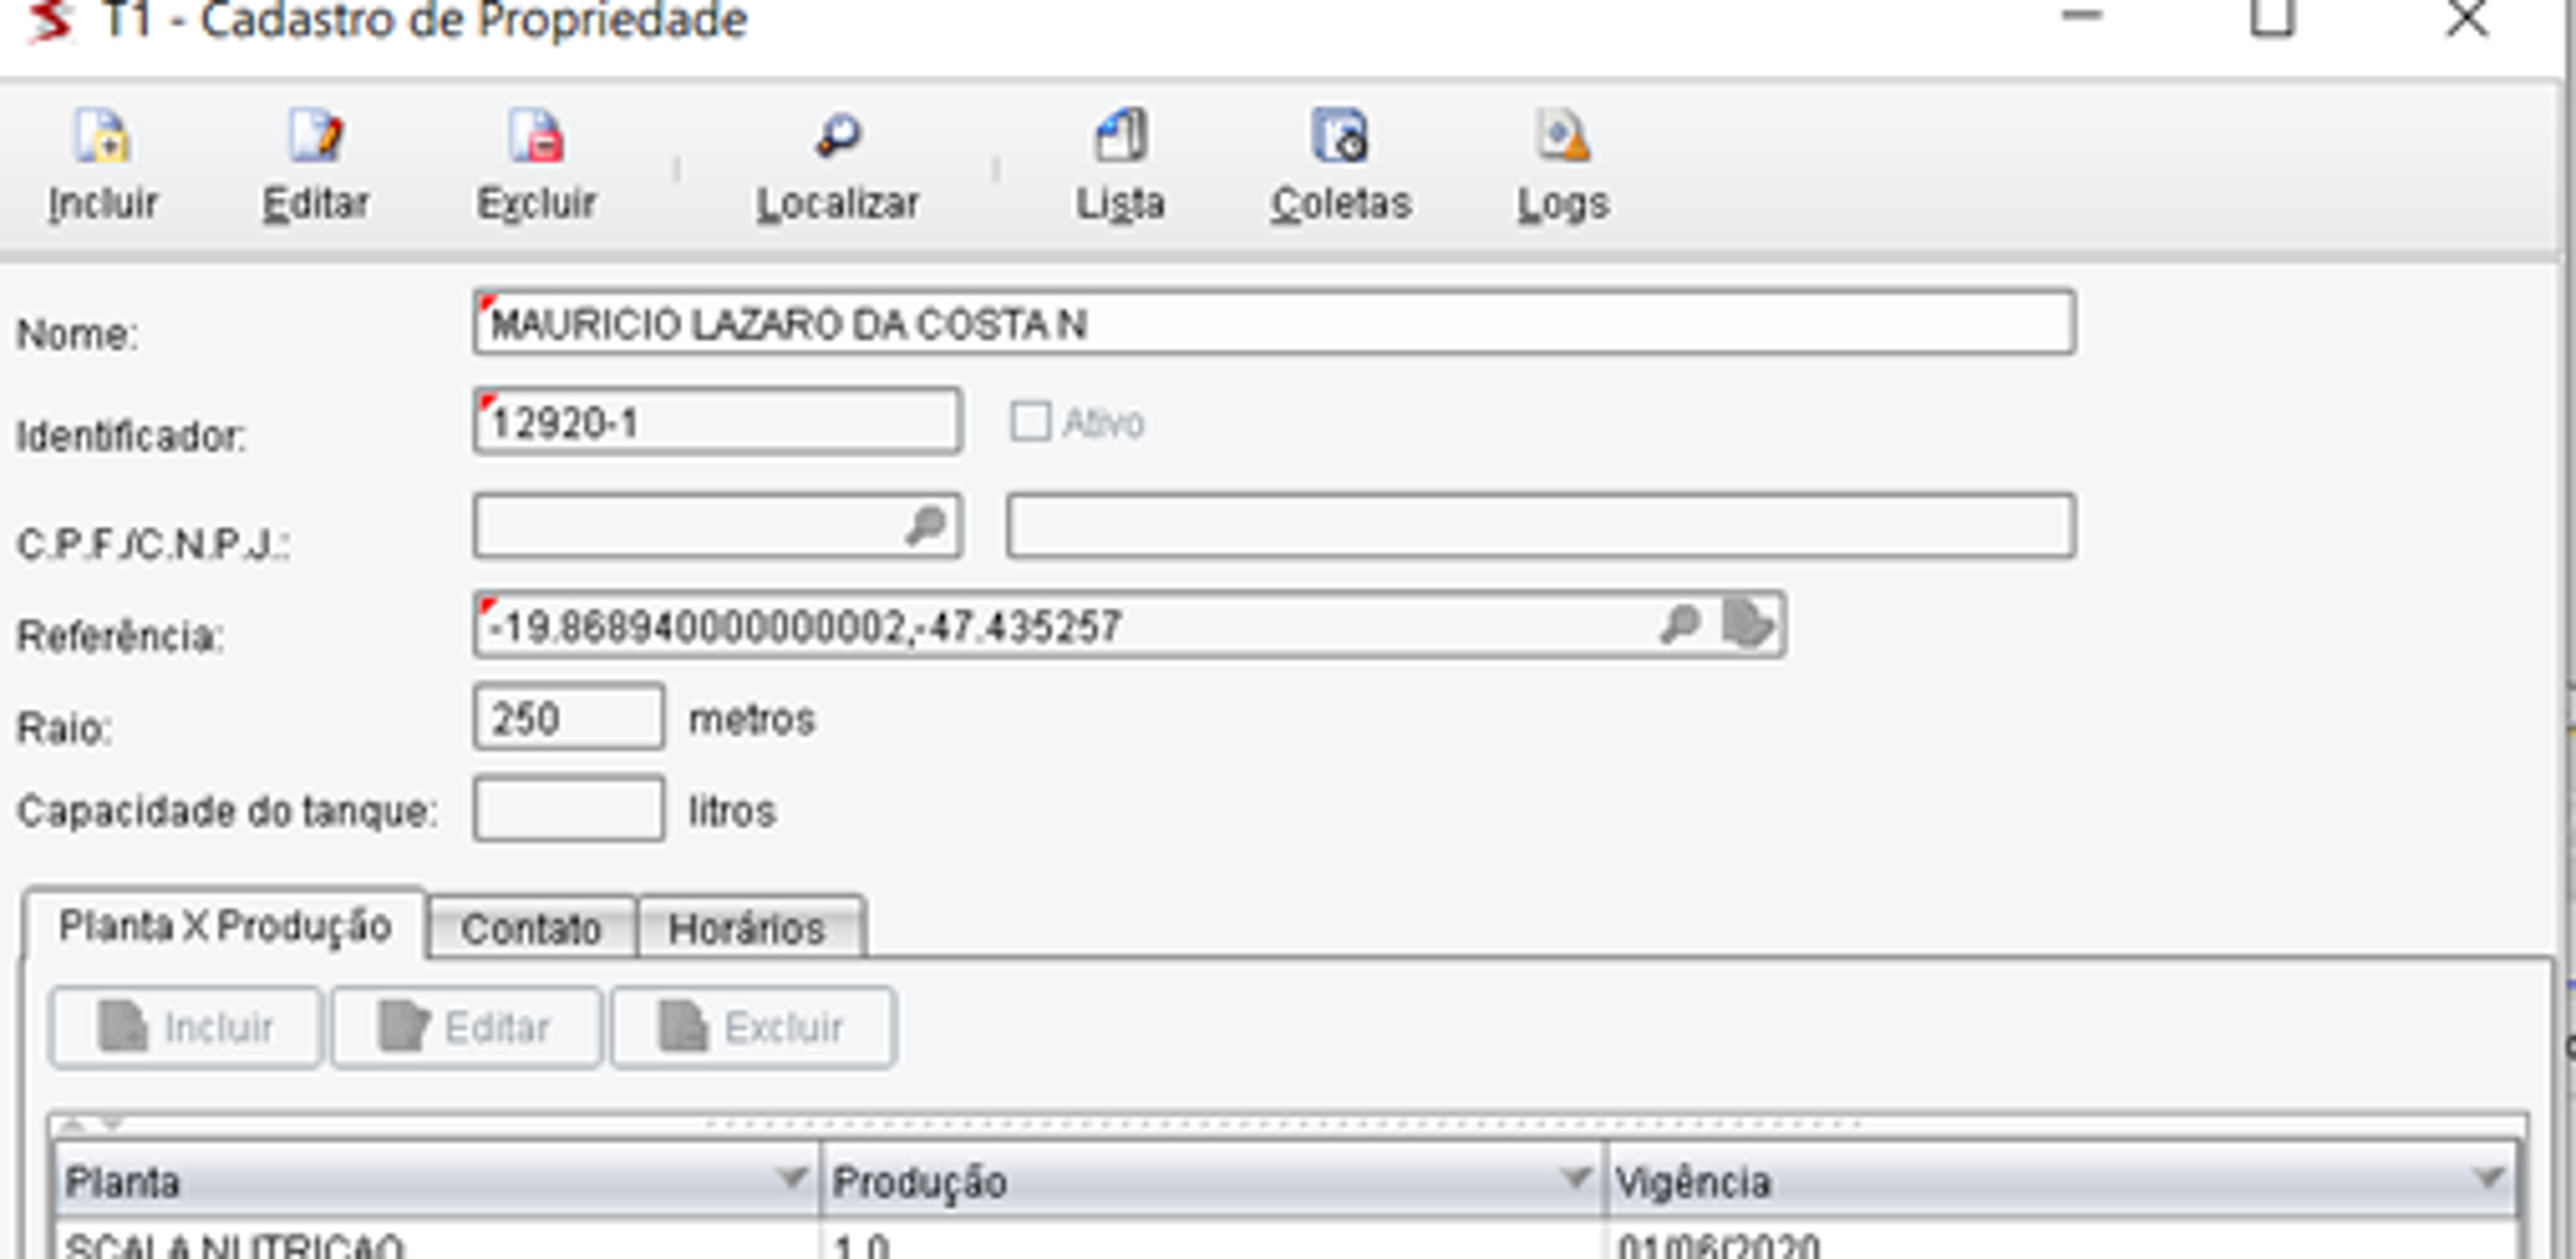 T1 - Cadastro de Propriedade
Incluir Editar Excluir Localizar Lista Coletas Logs
Nome: MAURICIO LAZARO DA COSTA N
Identificador: 12920-1 Ativo
C.P.F./C.N.P.J.:
Referência: -19.868940000000002,-47.435257
Raio: 250 metros
Capacidade do tanque: litros
Planta X Produção Contato Horários
Incluir Editar Excluir
Planta Produção Vigência
SCALA NUTRICAO 1.0 01/06/2020